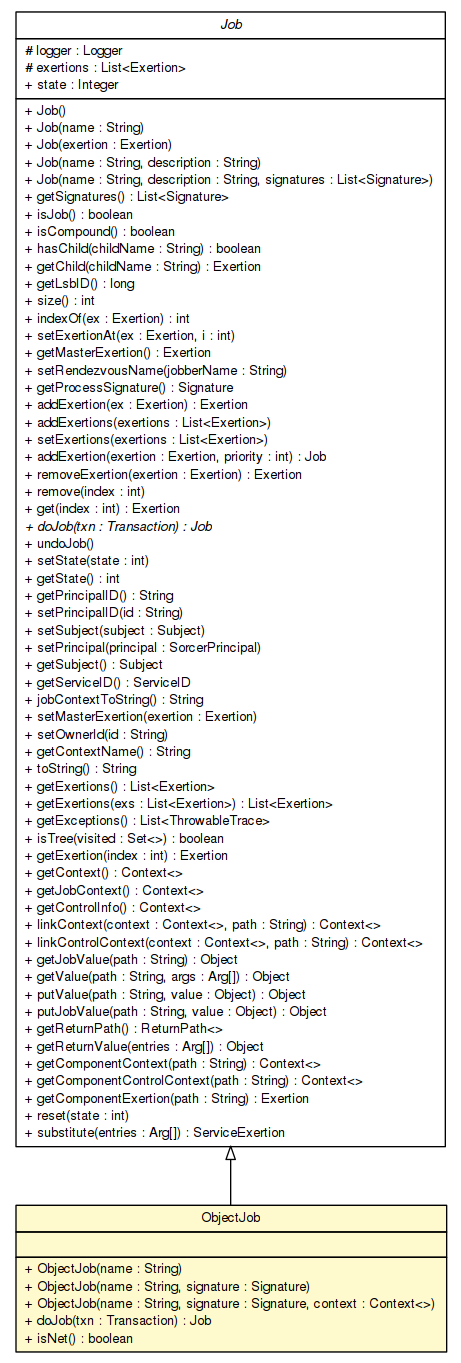 Job
# logger : Logger
# exertions : List<Exertion>
+ state : Integer
+ Job()
+ Job(name : String)
+ Job(exertion : Exertion)
+ Job(name : String, description : String)
+ Job(name : String, description : String, signatures : List<Signature>)
+ getSignatures() : List<Signature>
+ isJob() : boolean
+ isCompound() : boolean
+ hasChild(childName : String) : boolean
+ getChild(childName : String) : Exertion
+ getLsbID() : long
+ size() : int
+ indexOf(ex : Exertion) : int
+ setExertionAt(ex : Exertion, i : int)
+ getMasterExertion() : Exertion
+ setRendezvousName(jobberName : String)
+ getProcessSignature() : Signature
+ addExertion(ex : Exertion) : Exertion
+ addExertions(exertions : List<Exertion>)
+ setExertions(exertions : List<Exertion>)
+ addExertion(exertion : Exertion, priority : int) : Job
+ removeExertion(exertion : Exertion) : Exertion
+ remove(index : int)
+ get(index : int) : Exertion
+ doJob(txn : Transaction) : Job
+ undoJob()
+ setState(state : int)
+ getState() : int
+ getPrincipalID() : String
+ setPrincipalID(id : String)
+ setSubject(subject : Subject)
+ setPrincipal(principal : SorcerPrincipal)
+ getSubject() : Subject
+ getServiceID() : ServiceID
+ jobContextToString() : String
+ setMasterExertion(exertion : Exertion)
+ setOwnerId(id : String)
+ getContextName() : String
+ toString() : String
+ getExertions() : List<Exertion>
+ getExertions(exs : List<Exertion>) : List<Exertion>
+ getExceptions() : List<ThrowableTrace>
+ isTree(visited : Set<>) : boolean
+ getExertion(index : int) : Exertion
+ getContext() : Context<>
+ getJobContext() : Context<>
+ getControlInfo() : Context<>
+ linkContext(context : Context<>, path : String) : Context<>
+ linkControlContext(context : Context<>, path : String) : Context<>
+ getJobValue(path : String) : Object
+ getValue(path : String, args : Arg[]) : Object
+ putValue(path : String, value : Object) : Object
+ putJobValue(path : String, value : Object) : Object
+ getReturnPath() : ReturnPath<>
+ getReturnValue(entries : Arg[]) : Object
+ getComponentContext(path : String) : Context<>
+ getComponentControlContext(path : String) : Context<>
+ getComponentExertion(path : String) : Exertion
+ reset(state : int)
+ substitute(entries : Arg[]) : ServiceExertion
ObjectJob
+ ObjectJob(name : String)
+ ObjectJob(name : String, signature : Signature)
+ ObjectJob(name : String, signature : Signature, context : Context<>)
+ doJob(txn : Transaction) : Job
+ isNet() : boolean